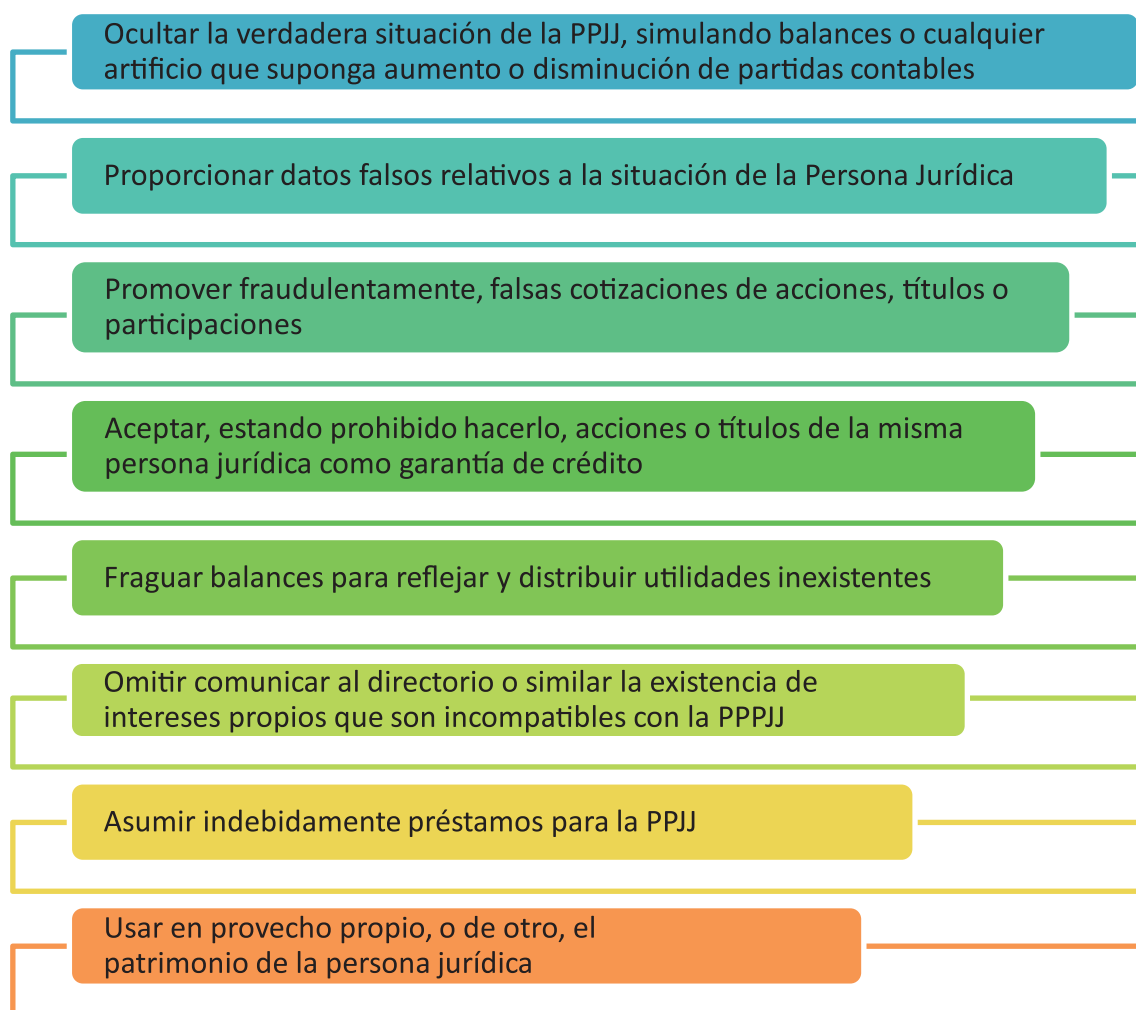 Ocultar la verdadera situación de la PPJJ, simulando balances o cualquier
artificio que suponga aumento o disminución de partidas contables
Proporcionar datos falsos relativos a la situación de la Persona Jurídica
Promover fraudulentamente, falsas cotizaciones de acciones, títulos o
participaciones
Aceptar, estando prohibido hacerlo, acciones o títulos de la misma
persona jurídica como garantía de crédito
Fraguar balances para reflejar y distribuir utilidades inexistentes
Omitir comunicar al directorio o similar la existencia de
intereses propios que son incompatibles con la PPPJJ
Asumir indebidamente préstamos para la PPJJ
Usar en provecho propio, o de otro, el
patrimonio de la persona jurídica